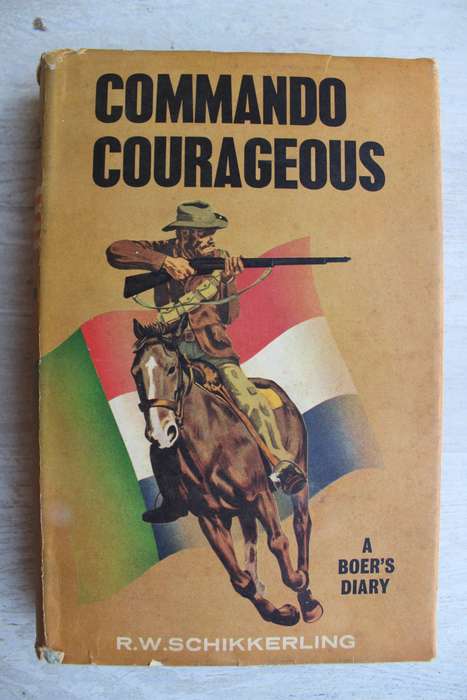 COMMANDO
COURAGEOUS
A
BOER'S
DIARY
R.W.SCHIKKERLING